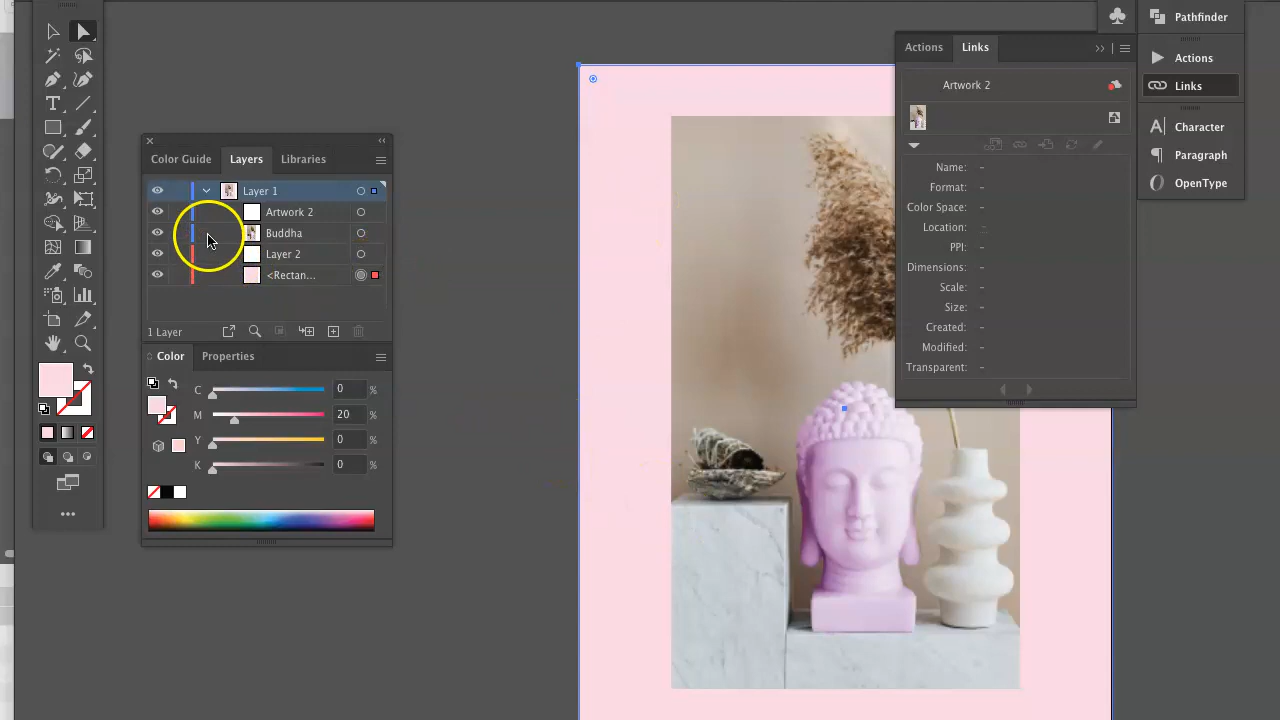 Pathfinder
Actions Links
Actions
Artwork 2
Links
Character
Color Guide Layers Libraries
Paragraph
Name: –
Layer 1
OpenType
Format: –
Artwork 2
Color Space: –
Buddha
Location: –
Layer 2
PPI: –
<Rectan...
Dimensions: –
Scale: –
Size: –
1 Layer
Created: –
Modified: –
Color Properties
Transparent: –
C 0 %
M 20 %
Y 0 %
K 0 %